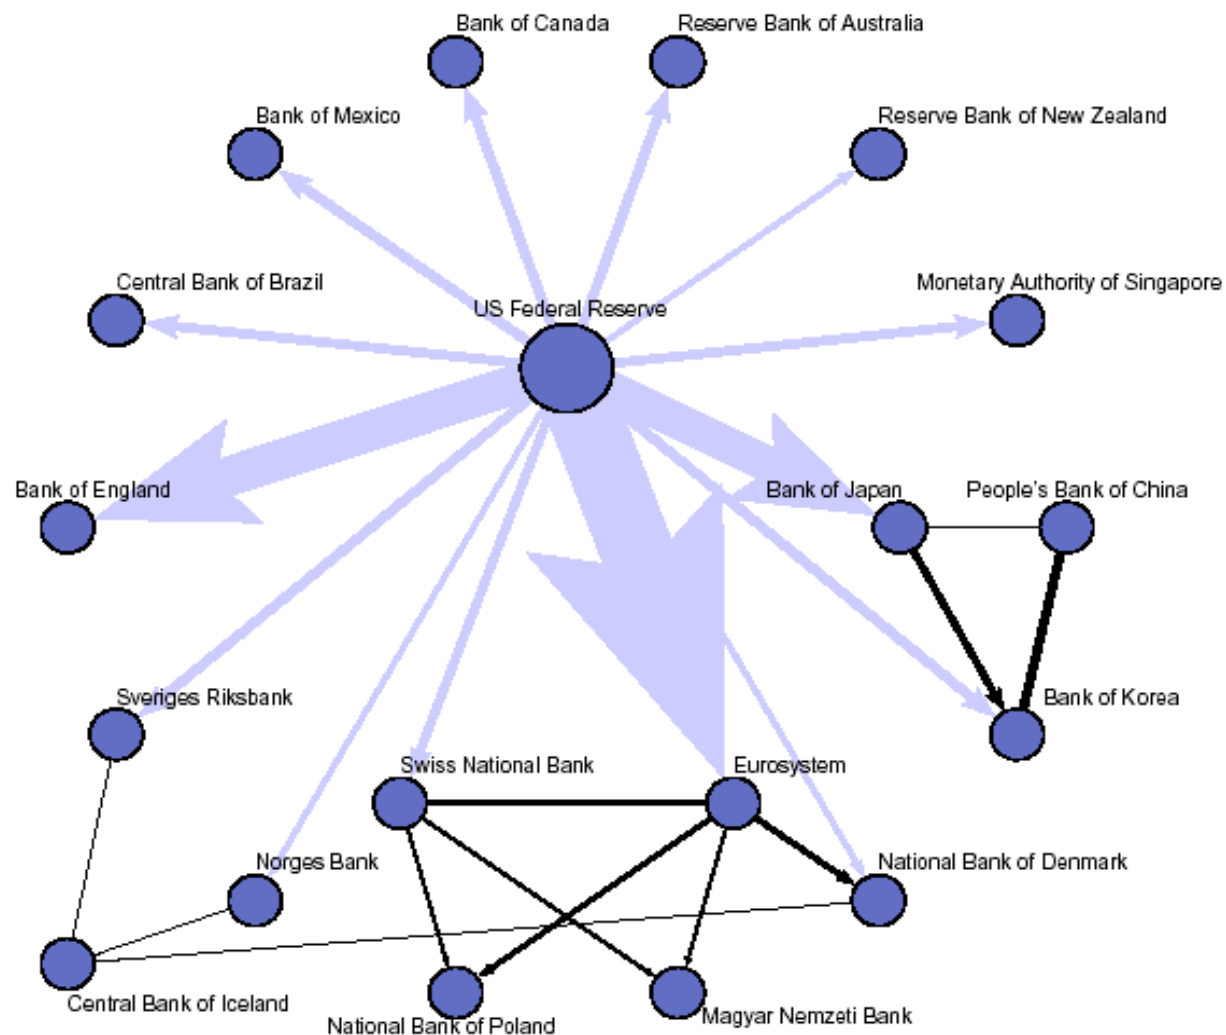 Bank of Canada
Reserve Bank of Australia
Bank of Mexico
Reserve Bank of New Zealand
Central Bank of Brazil
Monetary Authority of Singapore
US Federal Reserve
Bank of England
Bank of Japan
People's Bank of China
Sveriges Riksbank
Bank of Korea
Swiss National Bank
Eurosystem
Norges Bank
National Bank of Denmark
Central Bank of Iceland
National Bank of Poland
Magyar Nemzeti Bank